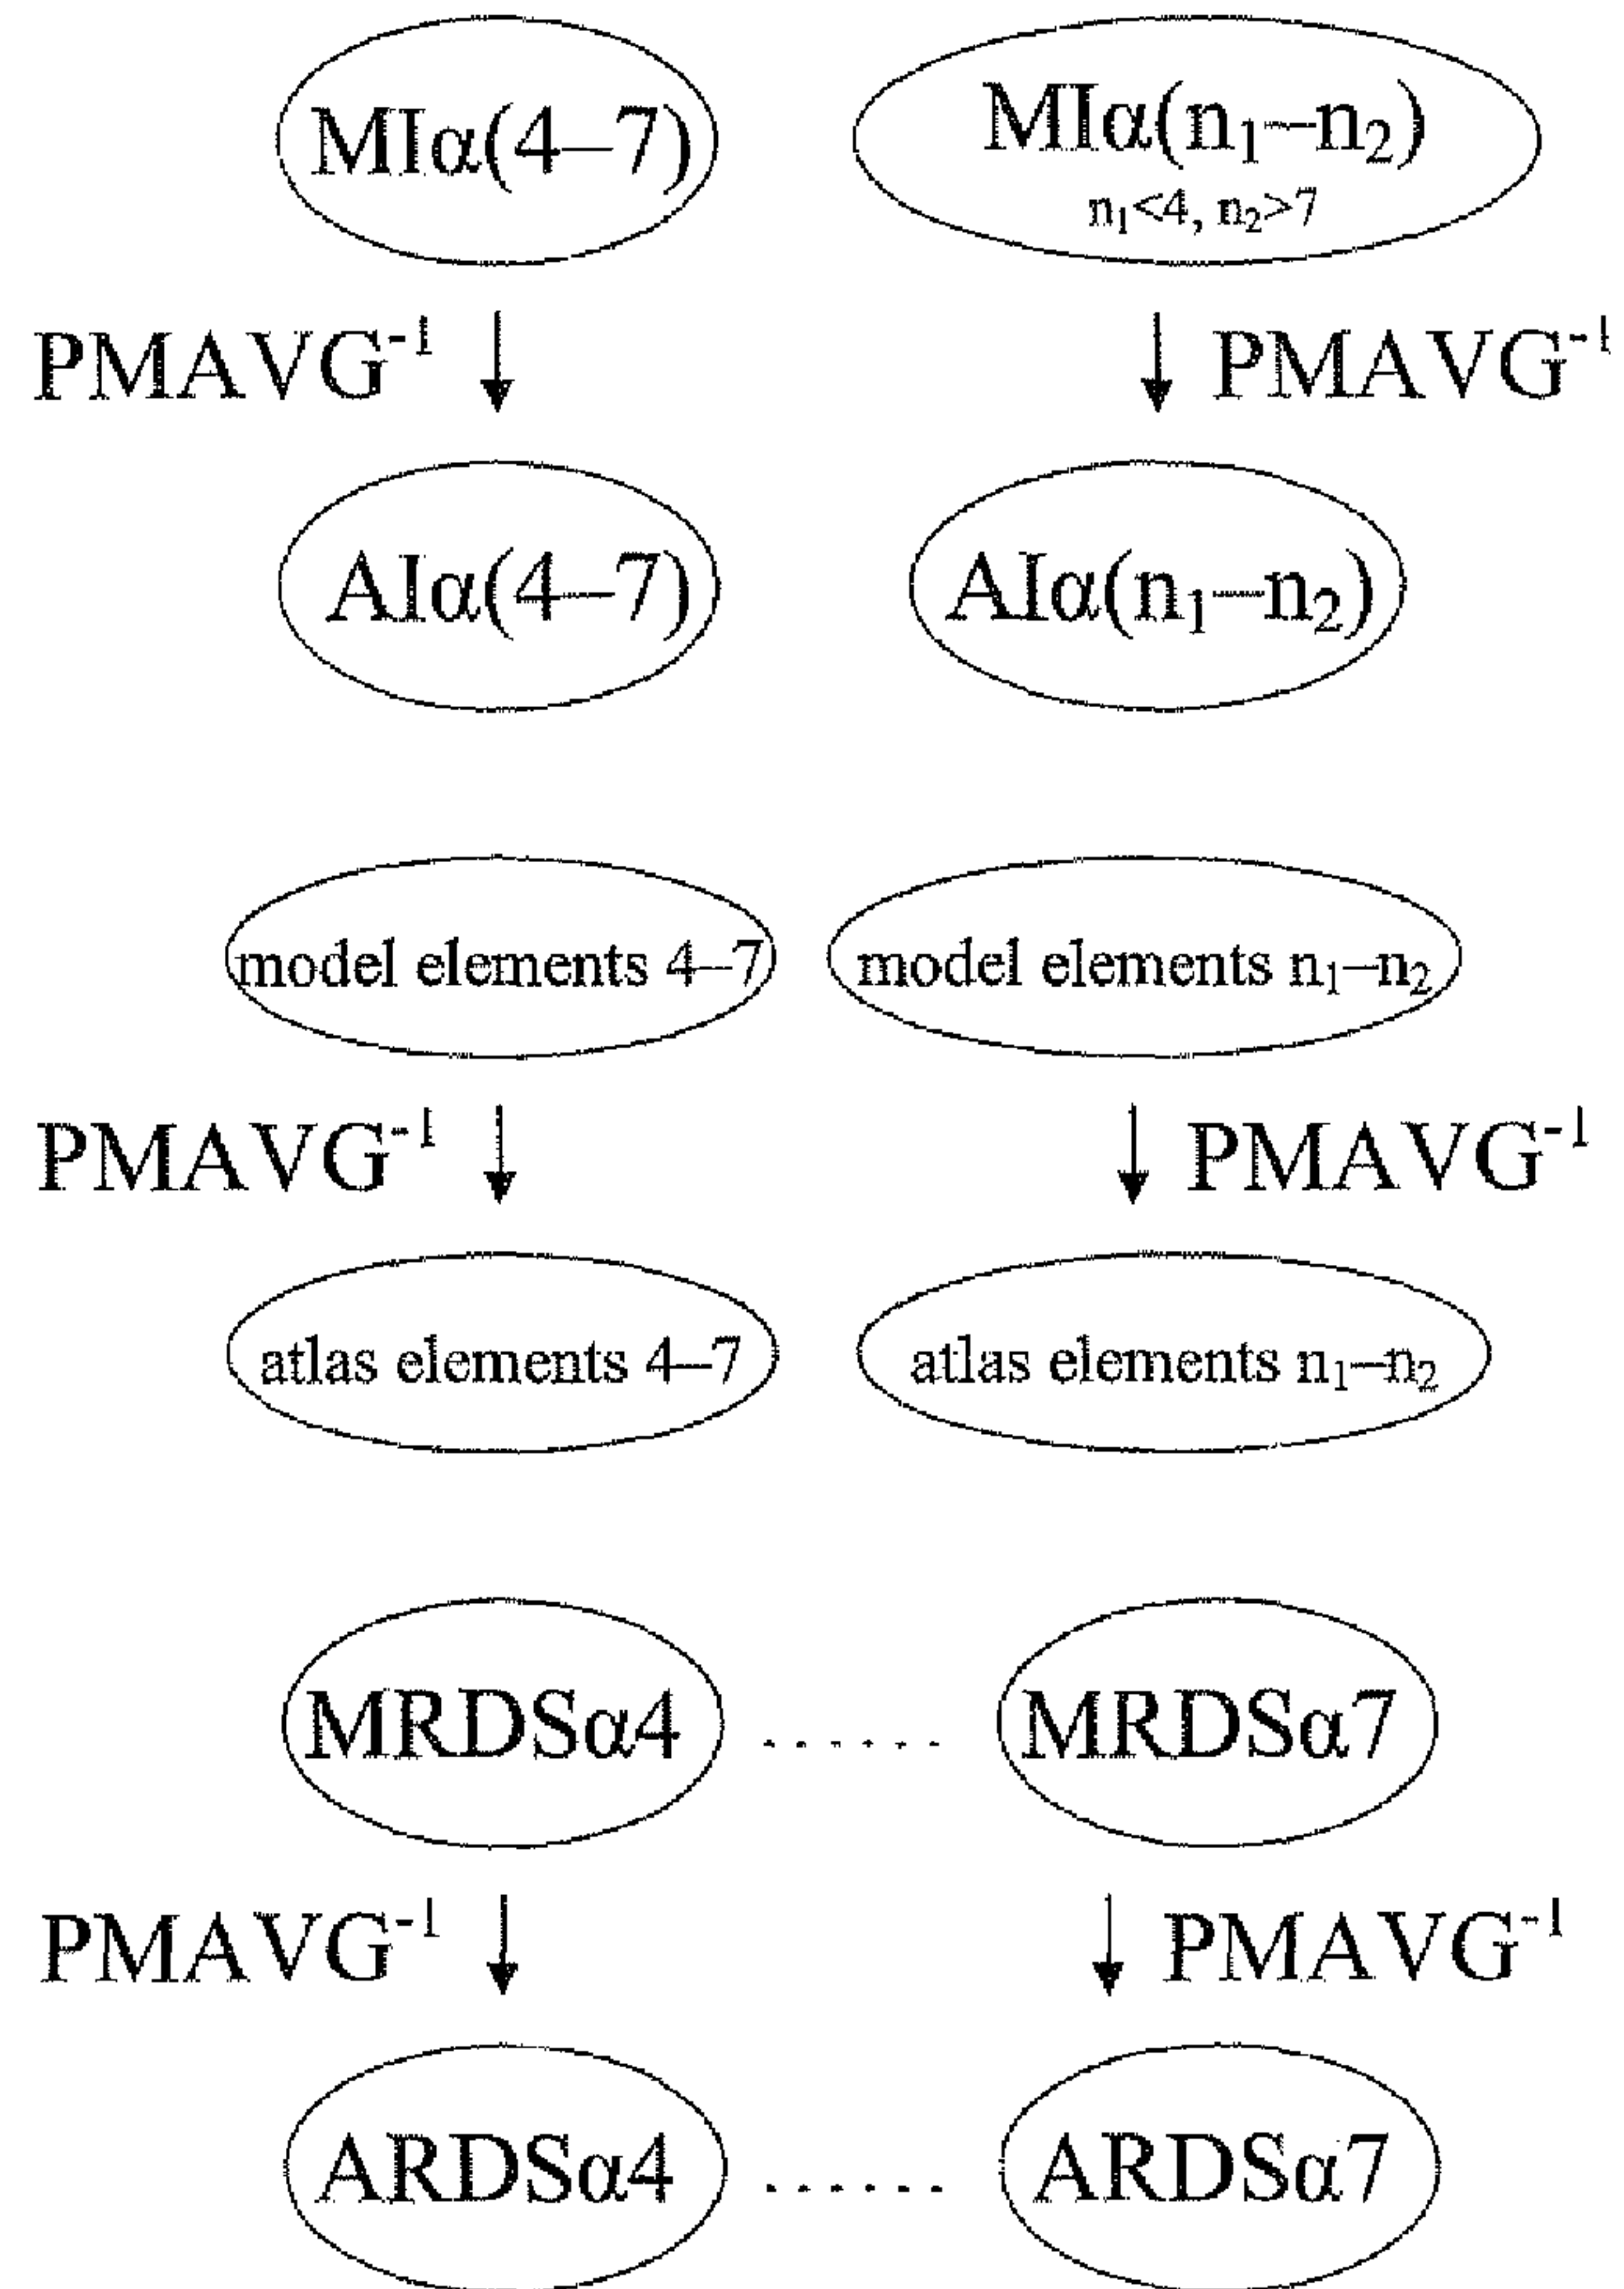 MIα(4–7) MIα(n₁–n₂)
n₁<4, n₂>7
PMAVG⁻¹ PMAVG⁻¹
AIα(4–7) AIα(n₁–n₂)
model elements 4–7 model elements n₁–n₂
PMAVG⁻¹ PMAVG⁻¹
atlas elements 4–7 atlas elements n₁–n₂
MRDSα4 ...... MRDSα7
PMAVG⁻¹ PMAVG⁻¹
ARDSα4 ...... ARDSα7